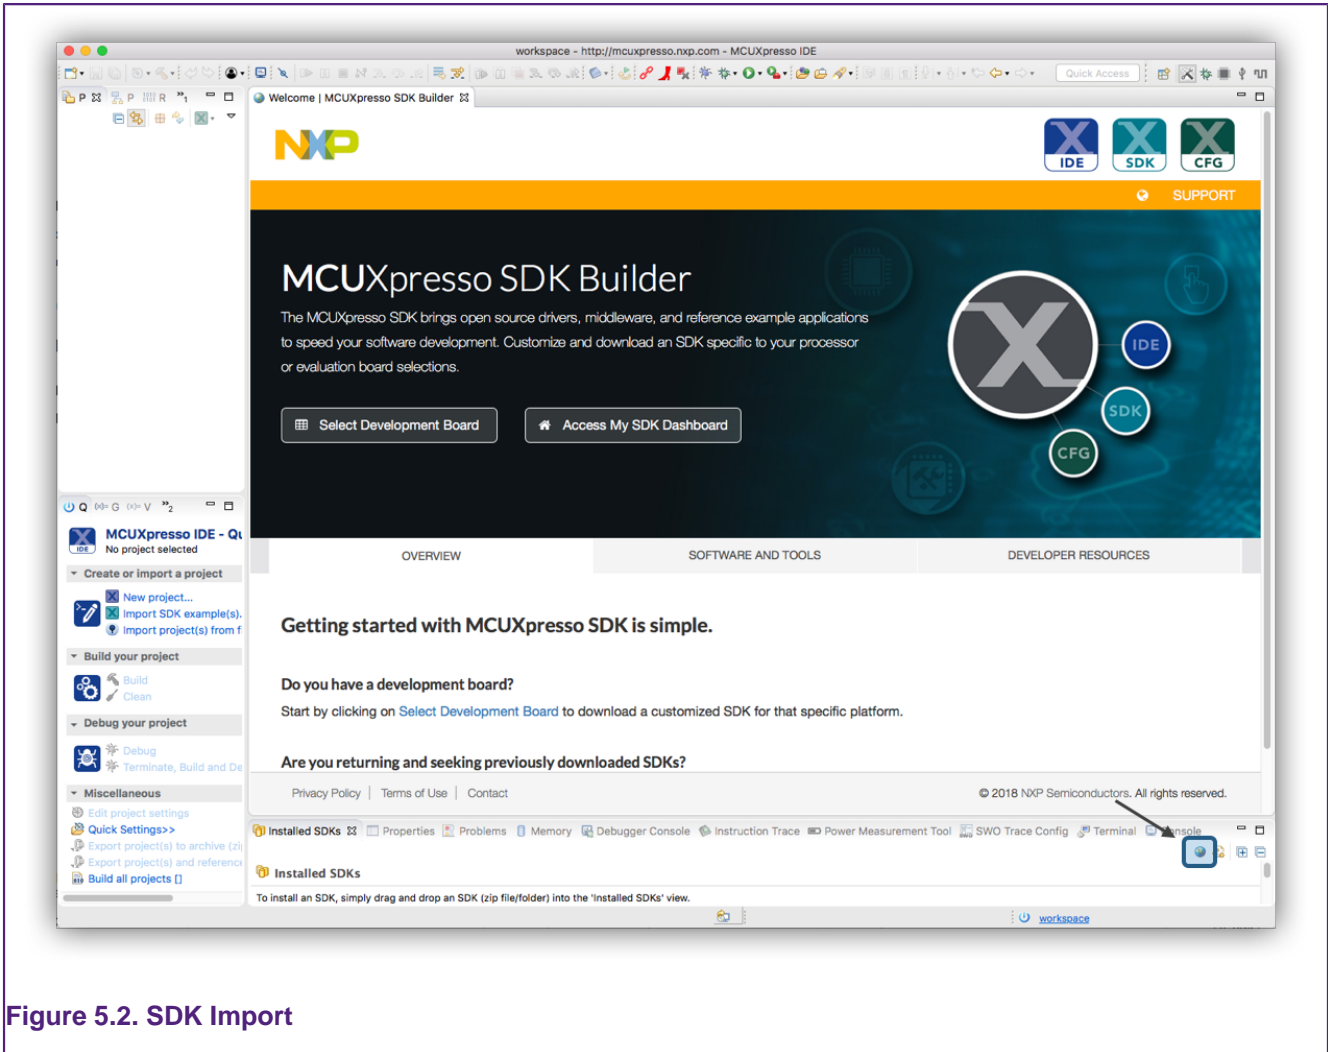 workspace - http://mcuxpresso.nxp.com - MCUXpresso IDE
Quick Access
P P R "1
Welcome | MCUXpresso SDK Builder
NXP
IDE SDK CFG
SUPPORT
MCUXpresso SDK Builder
The MCUXpresso SDK brings open source drivers, middleware, and reference example applications
to speed your software development. Customize and download an SDK specific to your processor
or evaluation board selections.
Select Development Board
Access My SDK Dashboard
IDE
SDK
CFG
Q (x)= G (x)= V "2
IDE
MCUXpresso IDE - Qu
No project selected
Create or import a project
New project...
Import SDK example(s).
Import project(s) from f
Build your project
Build
Clean
Debug your project
Debug
Terminate, Build and De
Miscellaneous
Edit project settings
Quick Settings>>
Export project(s) to archive (zi
Export project(s) and reference
Build all projects []
OVERVIEW
SOFTWARE AND TOOLS
DEVELOPER RESOURCES
Getting started with MCUXpresso SDK is simple.
Do you have a development board?
Start by clicking on Select Development Board to download a customized SDK for that specific platform.
Are you returning and seeking previously downloaded SDKs?
Privacy Policy | Terms of Use | Contact
© 2018 NXP Semiconductors. All rights reserved.
Installed SDKs Properties Problems Memory Debugger Console Instruction Trace Power Measurement Tool SWO Trace Config Terminal Console
Installed SDKs
To install an SDK, simply drag and drop an SDK (zip file/folder) into the 'Installed SDKs' view.
workspace
Figure 5.2. SDK Import